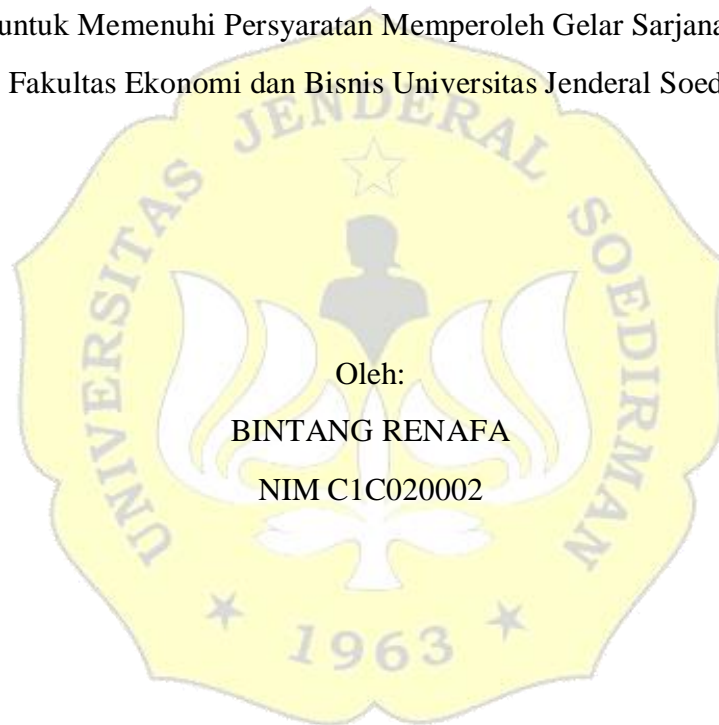 untuk Memenuhi Persyaratan Memperoleh Gelar Sarjana
Fakultas Ekonomi dan Bisnis Universitas Jenderal Soed
UNIVERSITAS JENDERAL SOEDIRMAN
Oleh:
BINTANG RENAFA
NIM C1C020002
1963